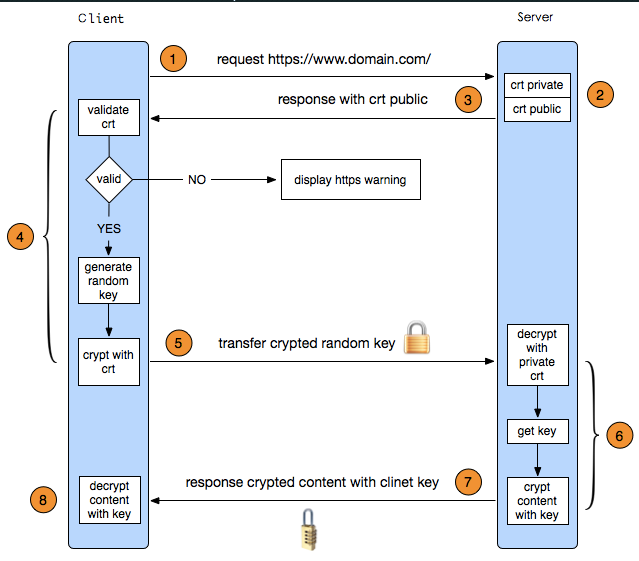 Client
Server
1
request https://www.domain.com/
crt private
2
response with crt public
3
crt public
validate
crt
valid
NO
display https warning
YES
4
generate
random
key
crypt with
crt
5
transfer crypted random key
decrypt
with
private
crt
get key
6
response crypted content with clinet key
7
crypt
content
with key
8
decrypt
content
with key